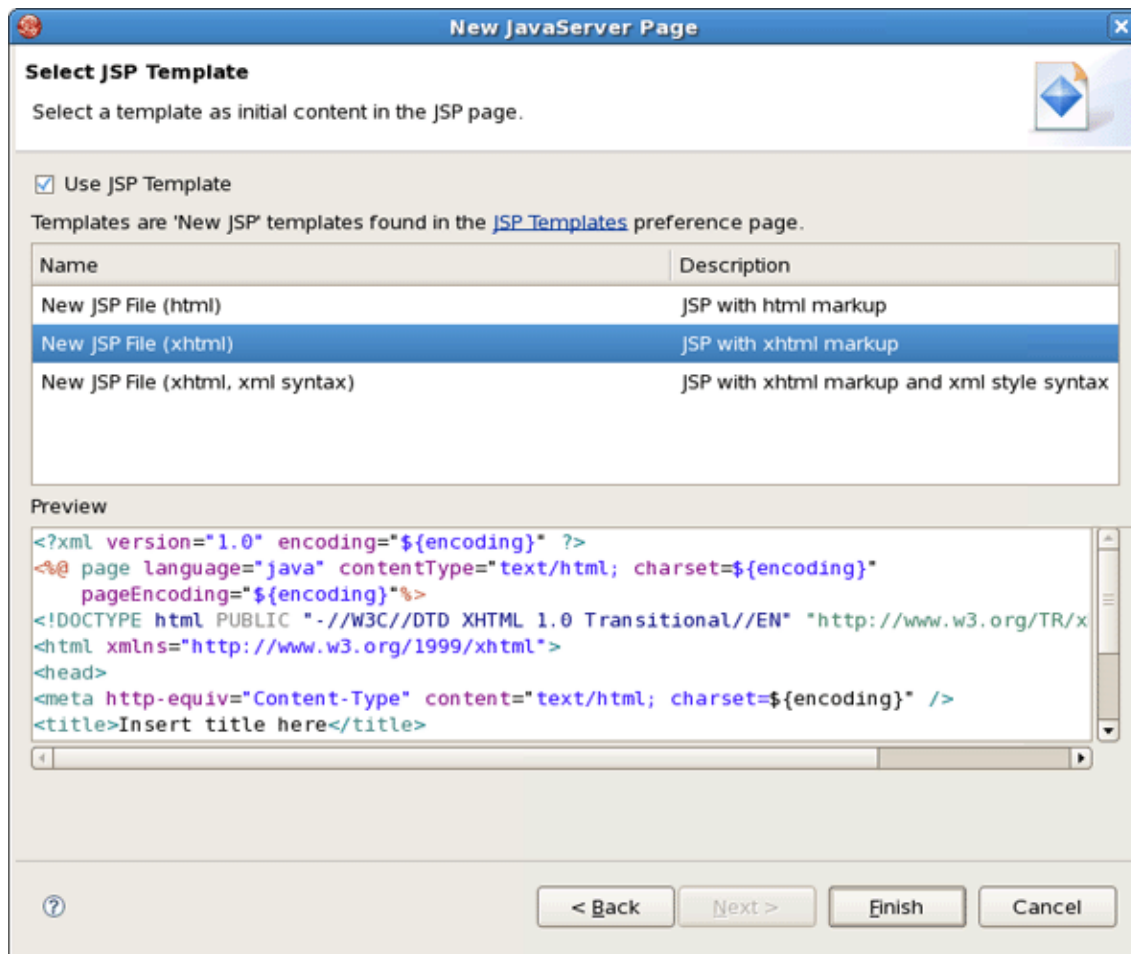 New JavaServer Page
Select JSP Template
Select a template as initial content in the JSP page.
Use JSP Template
Templates are 'New JSP' templates found in the JSP Templates preference page.
Name Description
New JSP File (html) JSP with html markup
New JSP File (xhtml) JSP with xhtml markup
New JSP File (xhtml, xml syntax) JSP with xhtml markup and xml style syntax
Preview
<?xml version="1.0" encoding="${encoding}" ?>
<%@ page language="java" contentType="text/html; charset=${encoding}"
    pageEncoding="${encoding}"%>
<!DOCTYPE html PUBLIC "-//W3C//DTD XHTML 1.0 Transitional//EN" "http://www.w3.org/TR/x
<html xmlns="http://www.w3.org/1999/xhtml">
<head>
<meta http-equiv="Content-Type" content="text/html; charset=${encoding}" />
<title>Insert title here</title>
< Back Next > Finish Cancel